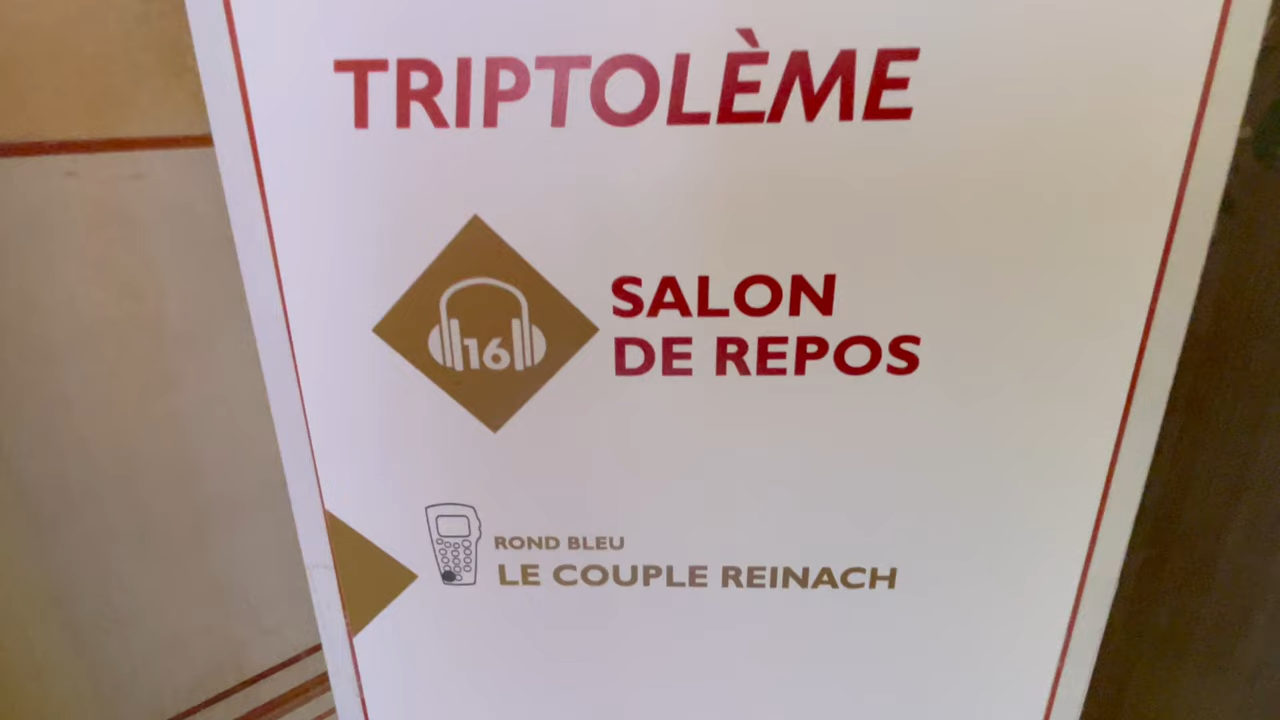 TRIPTOLÈME
16
SALON
DE REPOS
ROND BLEU
LE COUPLE REINACH